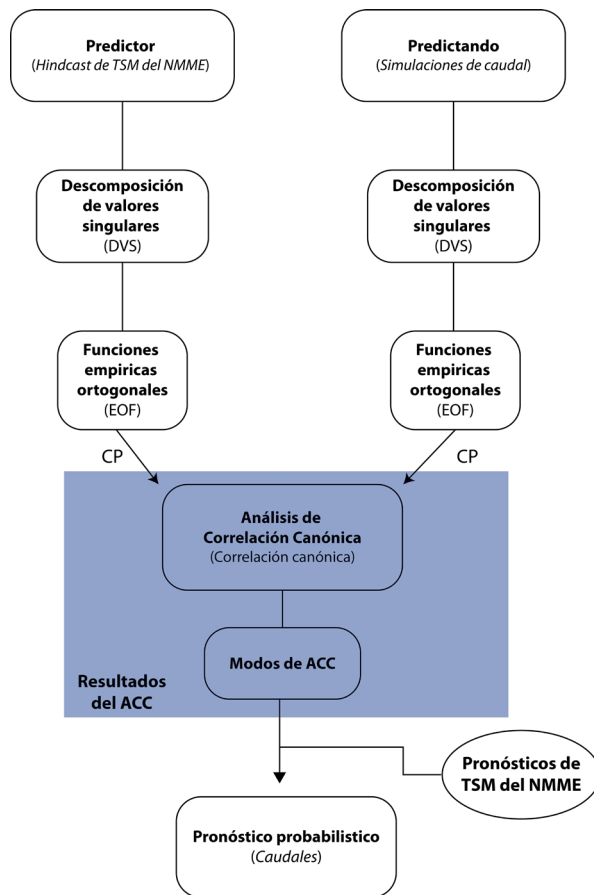 Predictor
(Hindcast de TSM del NMME)
Predictando
(Simulaciones de caudal)
Descomposición
de valores
singulares
(DVS)
Descomposición
de valores
singulares
(DVS)
Funciones
empiricas
ortogonales
(EOF)
Funciones
empiricas
ortogonales
(EOF)
CP
CP
Análisis de
Correlación Canónica
(Correlación canónica)
Modos de ACC
Resultados
del ACC
Pronósticos de
TSM del NMME
Pronóstico probabilistico
(Caudales)